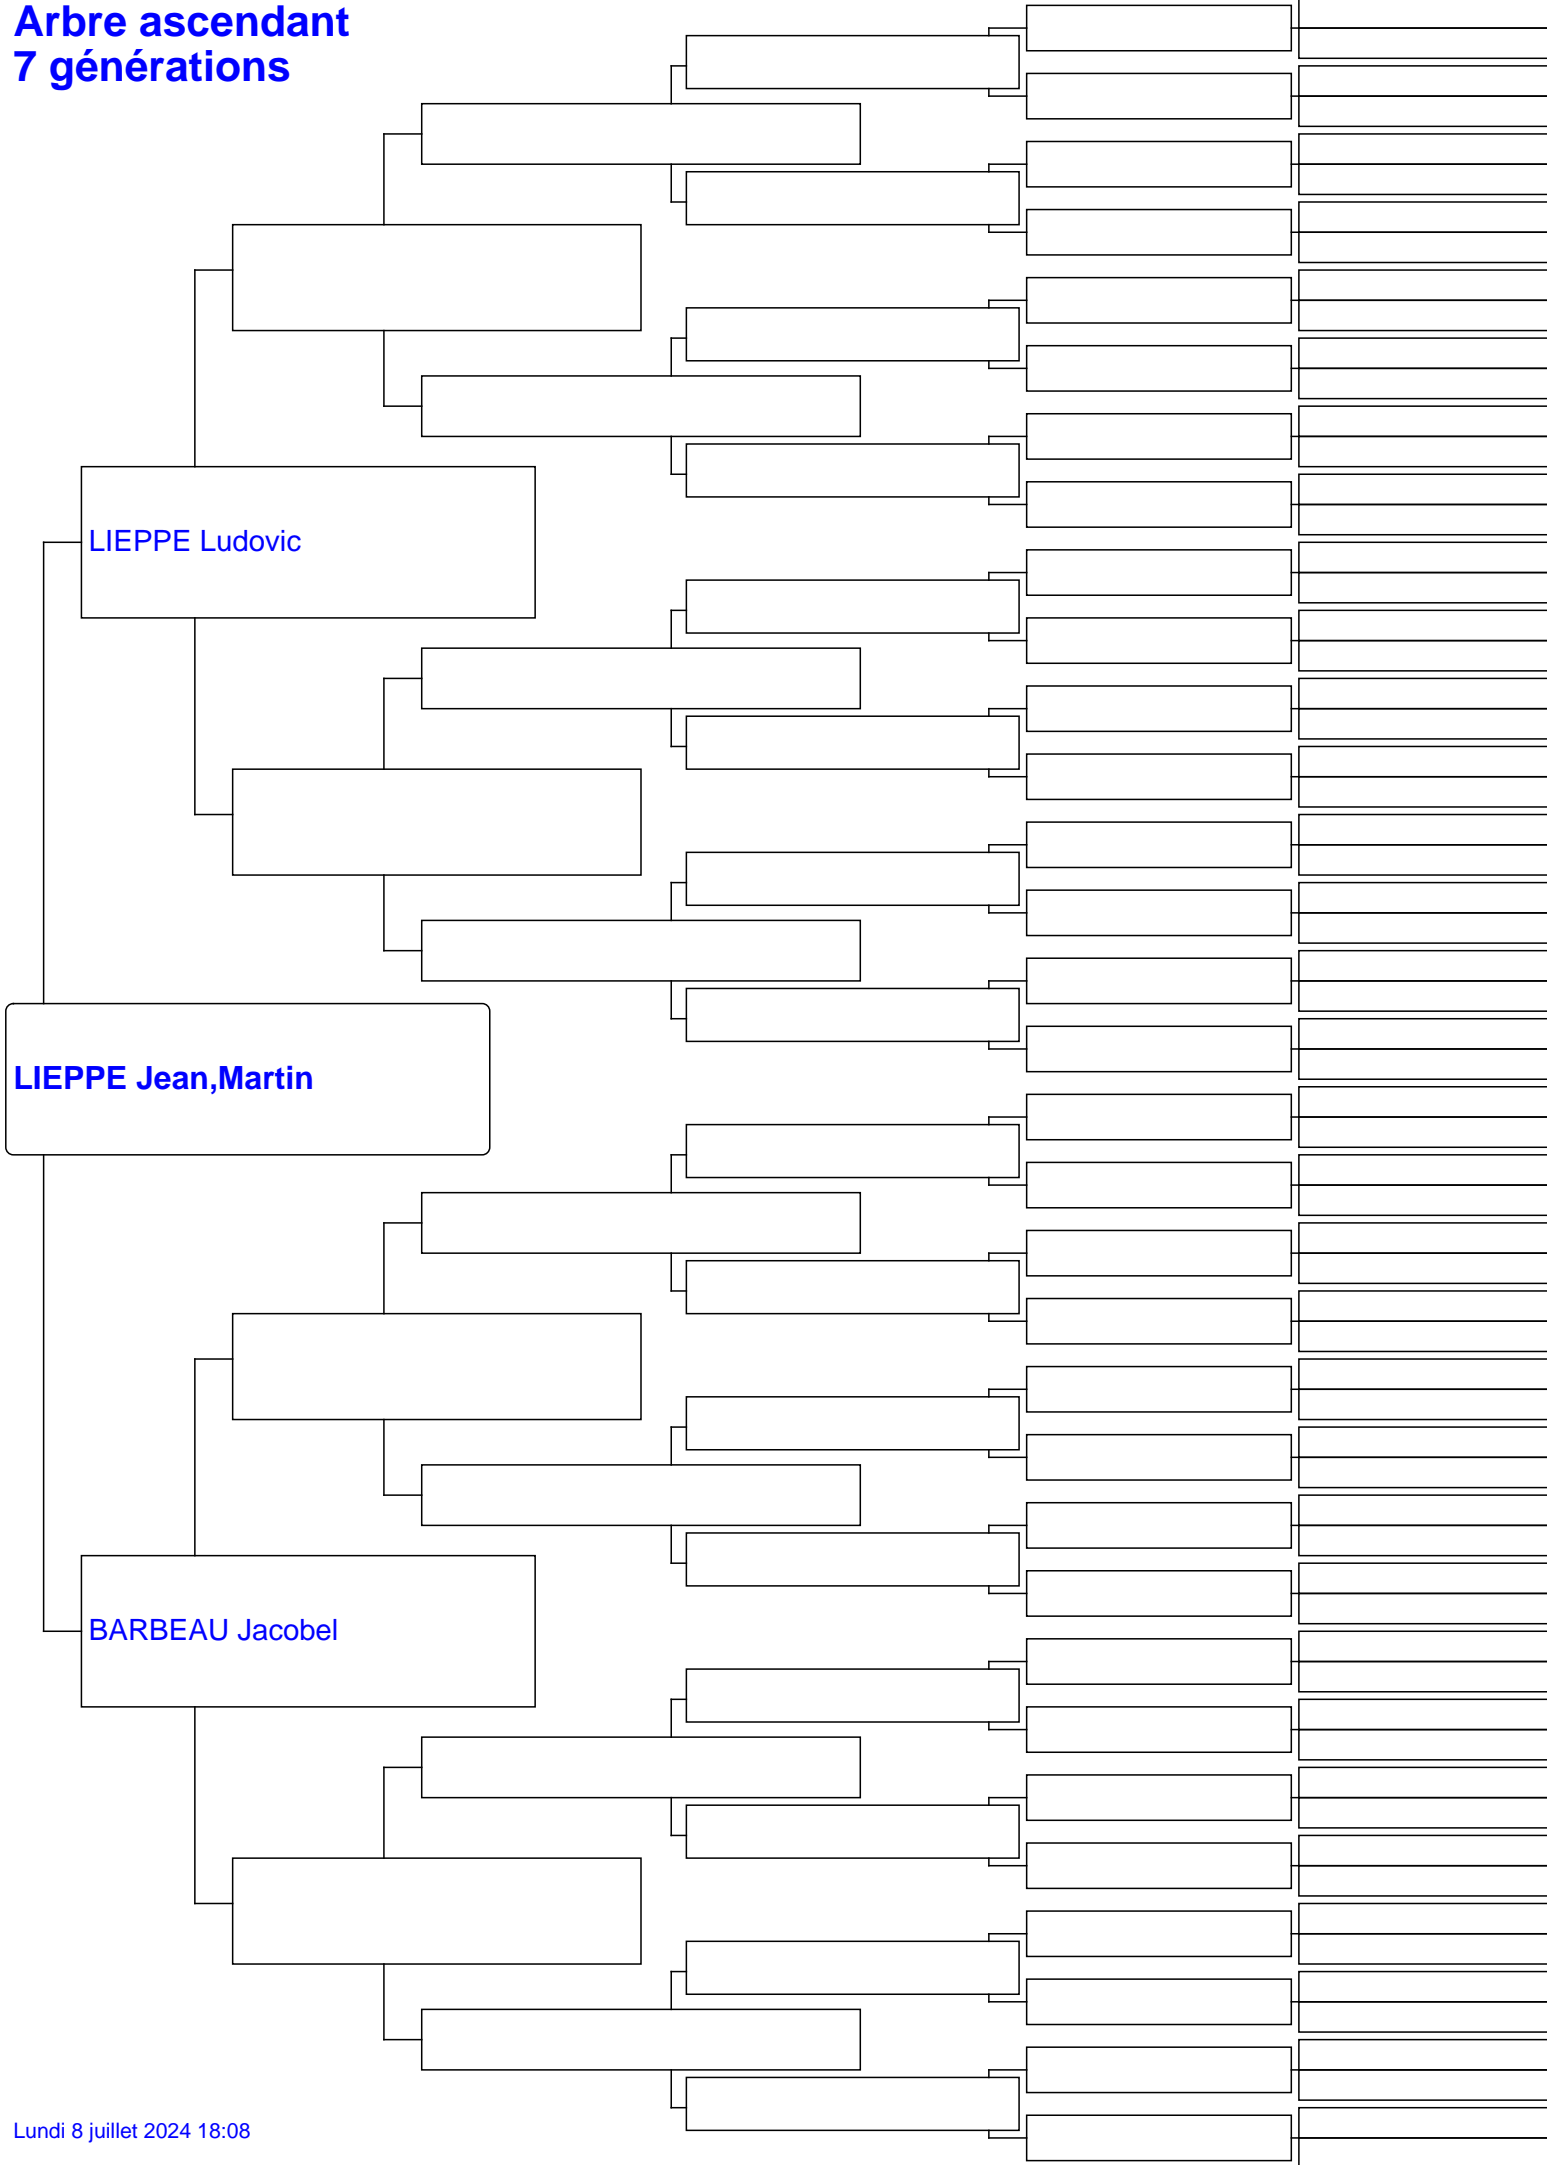 Arbre ascendant
7 générations
LIEPPE Ludovic
LIEPPE Jean,Martin
BARBEAU Jacobel
Lundi 8 juillet 2024 18:08